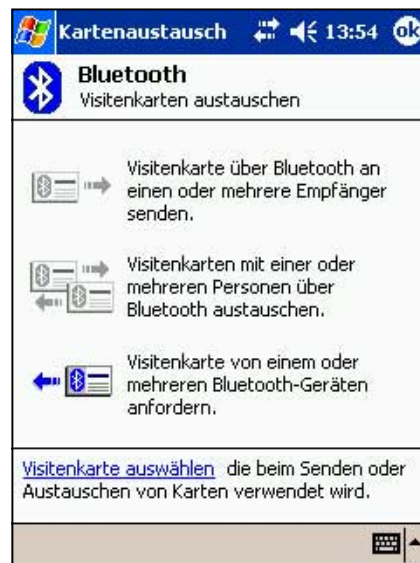 Kartenaustausch 13:54 ok
Bluetooth
Visitenkarten austauschen
Visitenkarte über Bluetooth an
einen oder mehrere Empfänger
senden.
Visitenkarten mit einer oder
mehreren Personen über
Bluetooth austauschen.
Visitenkarte von einem oder
mehreren Bluetooth-Geräten
anfordern.
Visitenkarte auswählen die beim Senden oder
Austauschen von Karten verwendet wird.